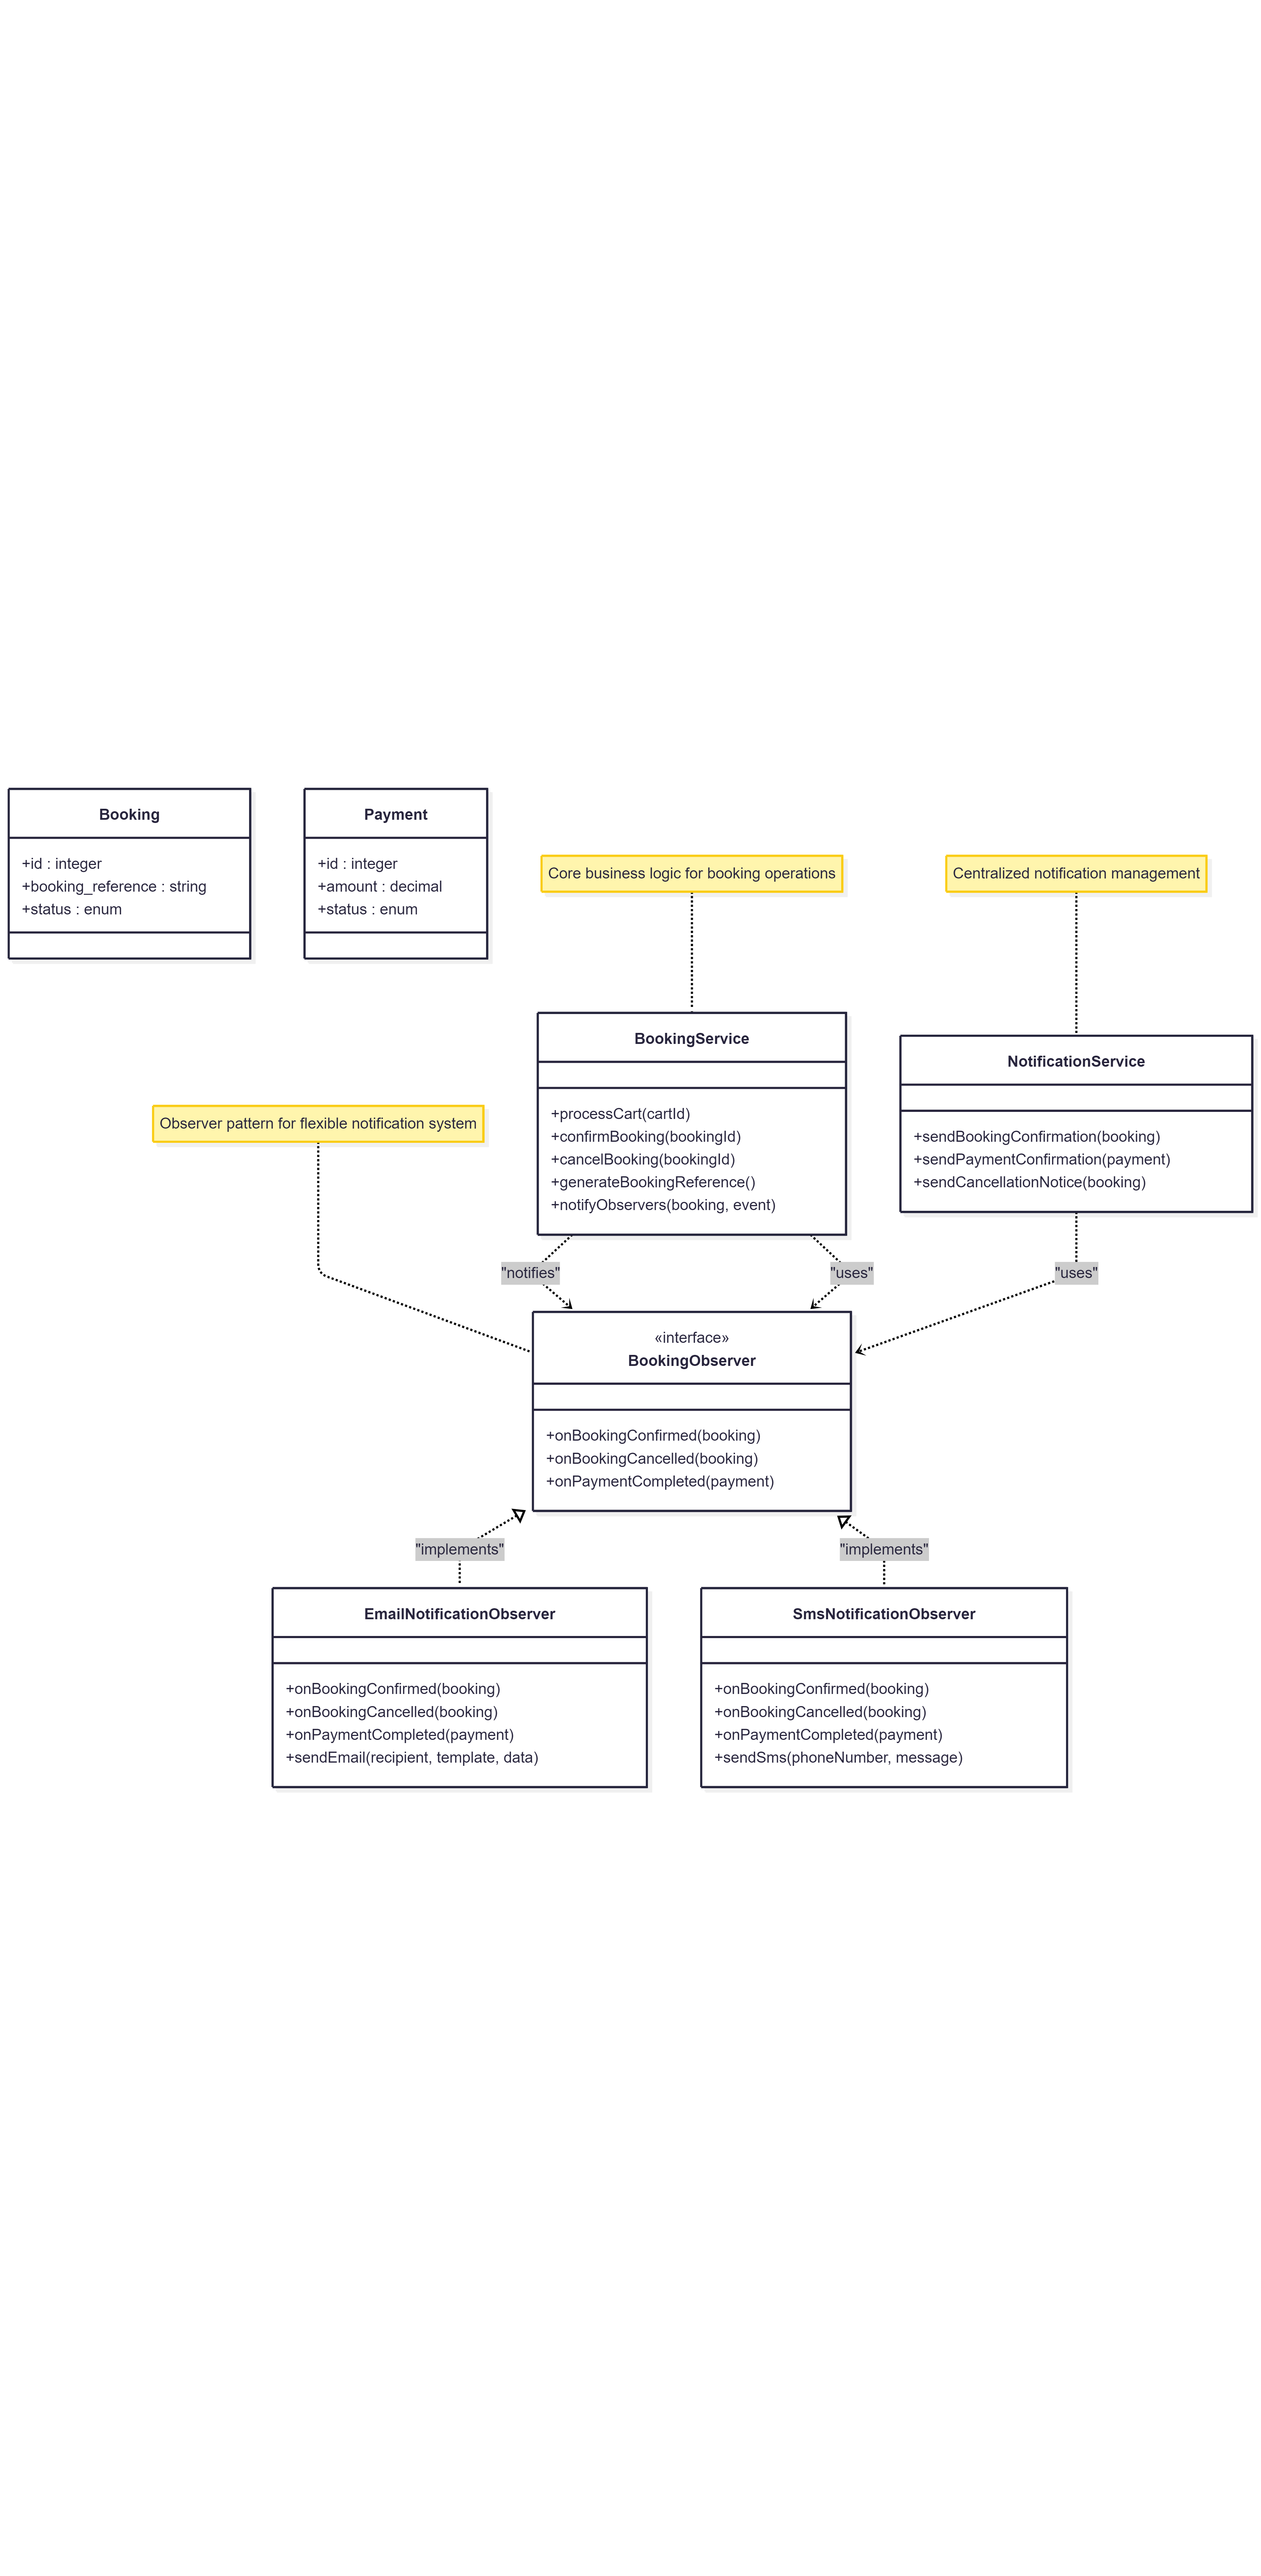 Booking
+id : integer
+booking_reference : string
+status : enum
Payment
+id : integer
+amount : decimal
+status : enum
Core business logic for booking operations
Centralized notification management
BookingService
+processCart(cartId)
+confirmBooking(bookingId)
+cancelBooking(bookingId)
+generateBookingReference()
+notifyObservers(booking, event)
NotificationService
+sendBookingConfirmation(booking)
+sendPaymentConfirmation(payment)
+sendCancellationNotice(booking)
Observer pattern for flexible notification system
"notifies"
"uses"
"uses"
«interface»
BookingObserver
+onBookingConfirmed(booking)
+onBookingCancelled(booking)
+onPaymentCompleted(payment)
"implements"
"implements"
EmailNotificationObserver
+onBookingConfirmed(booking)
+onBookingCancelled(booking)
+onPaymentCompleted(payment)
+sendEmail(recipient, template, data)
SmsNotificationObserver
+onBookingConfirmed(booking)
+onBookingCancelled(booking)
+onPaymentCompleted(payment)
+sendSms(phoneNumber, message)